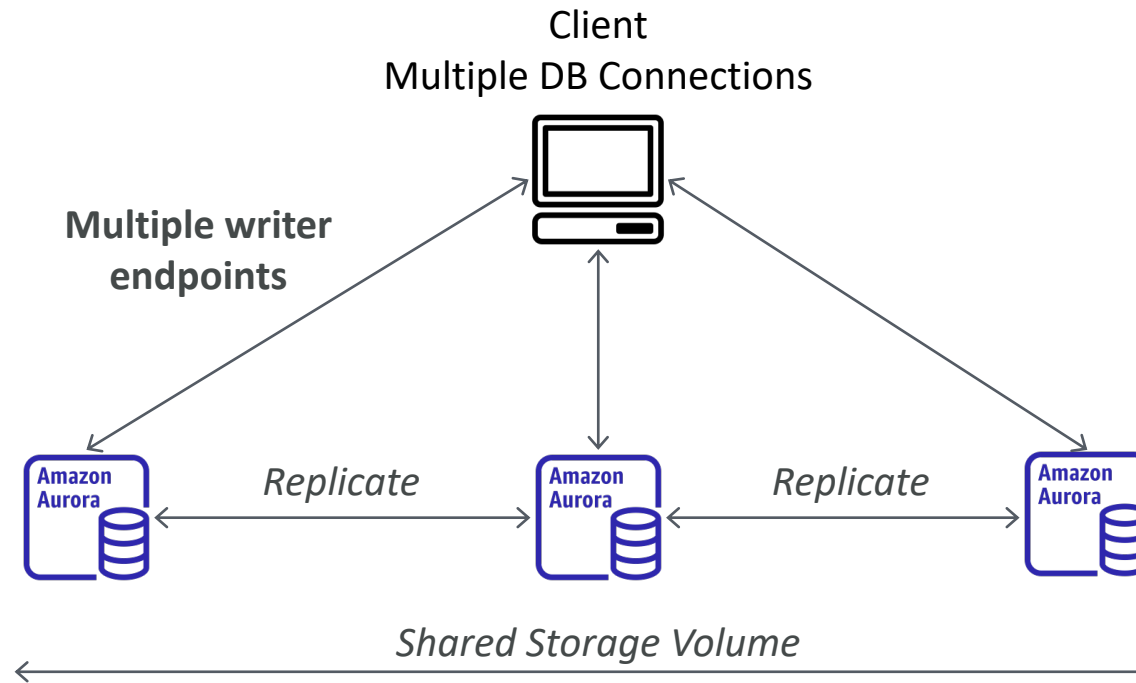 Client
Multiple DB Connections
Multiple writer
endpoints
Amazon
Aurora
Replicate
Amazon
Aurora
Replicate
Amazon
Aurora
Shared Storage Volume